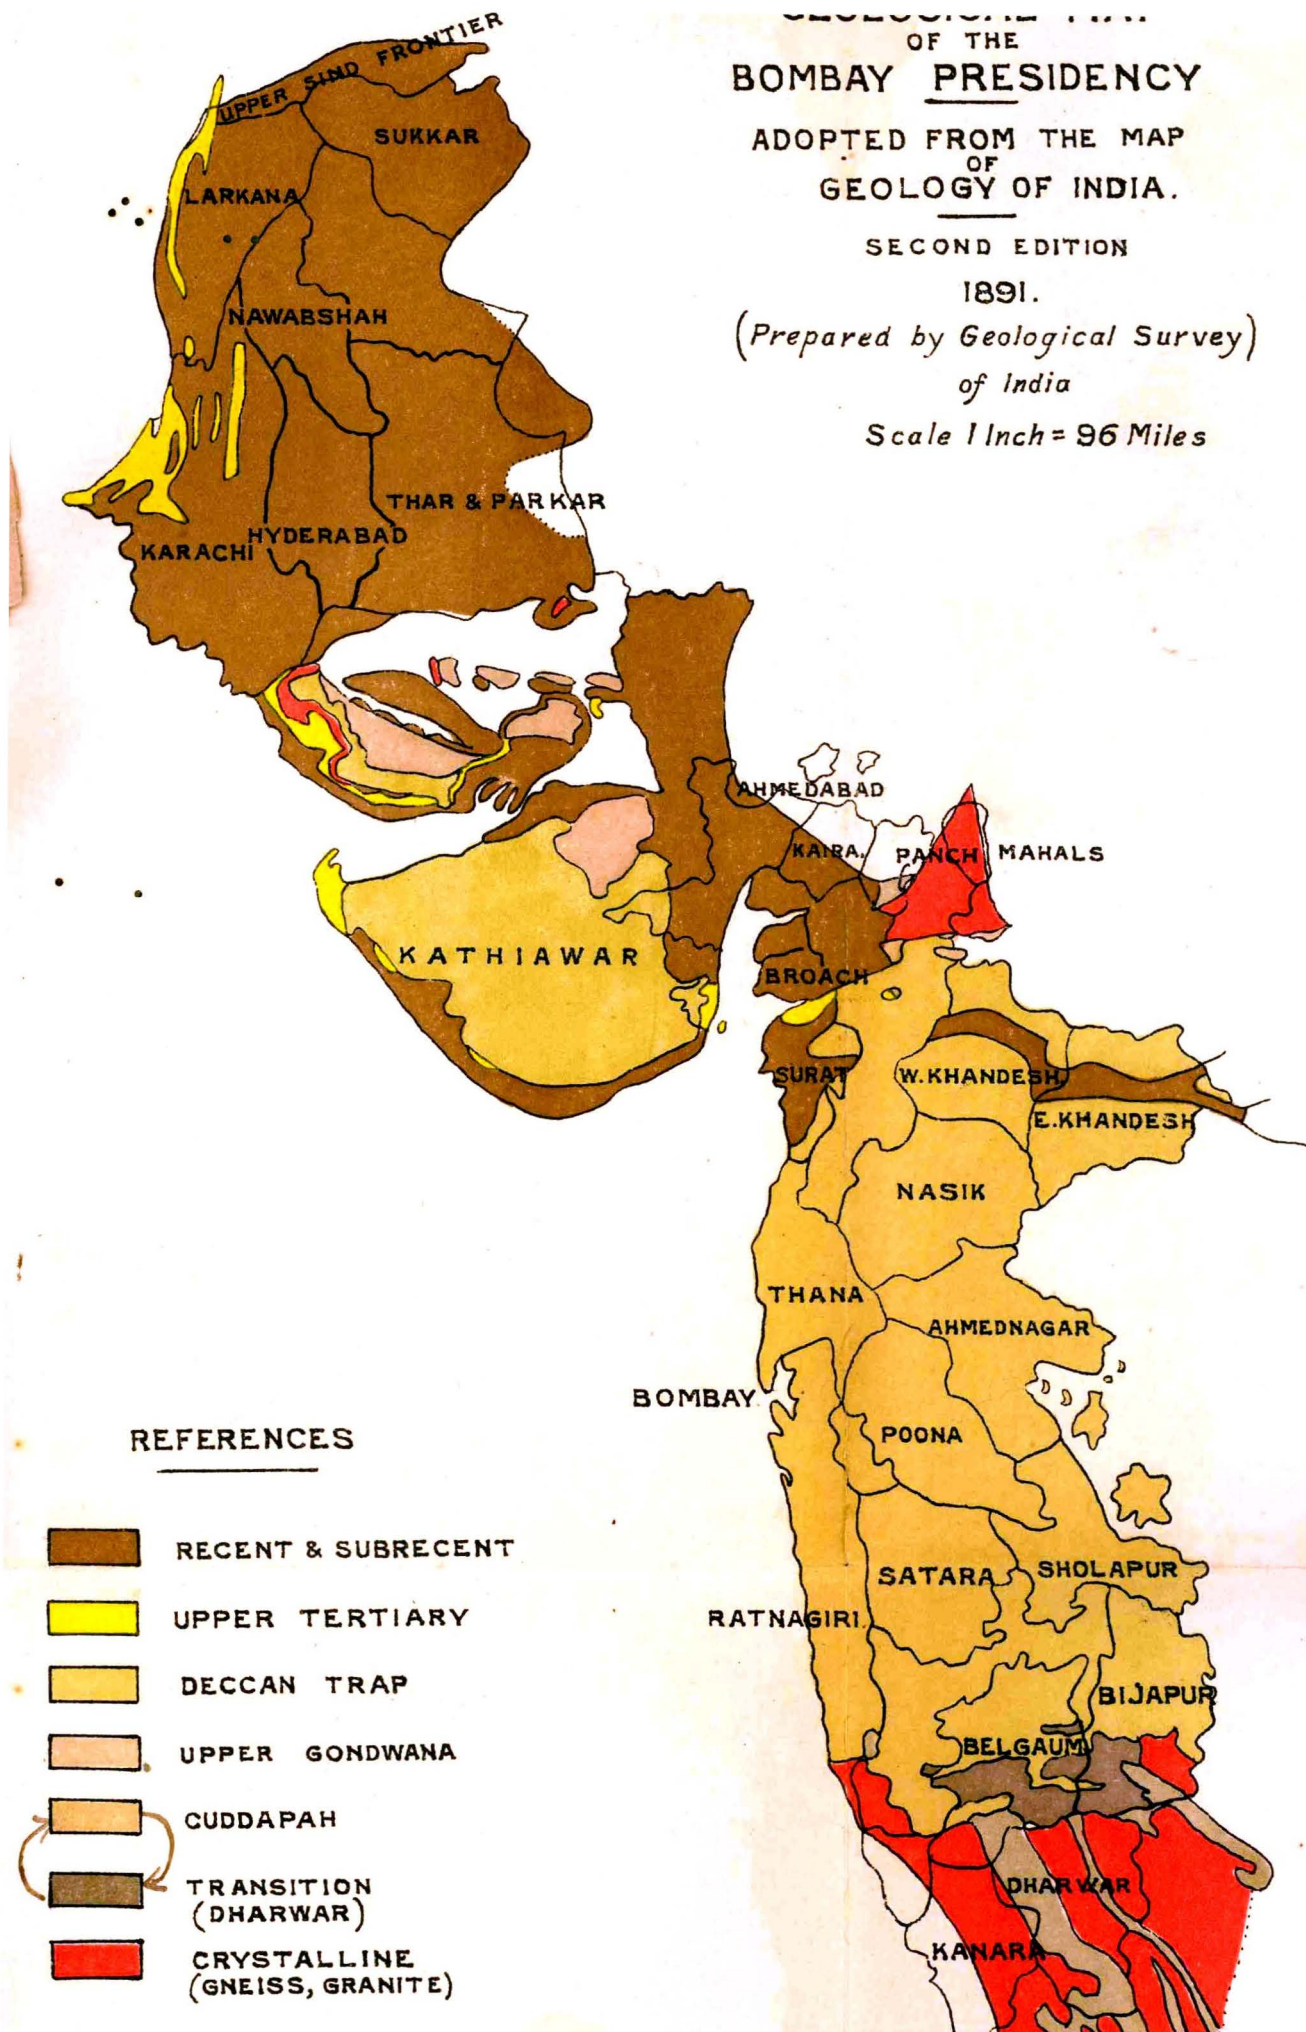 GEOLOGICAL MAP
OF THE
BOMBAY PRESIDENCY
ADOPTED FROM THE MAP
OF
GEOLOGY OF INDIA.
SECOND EDITION
1891.
(Prepared by Geological Survey)
of India
Scale 1 Inch = 96 Miles
UPPER SIND FRONTIER
SUKKAR
LARKANA
NAWABSHAH
THAR & PARKAR
HYDERABAD
KARACHI
AHMEDABAD
KAIRA.
PANCH MAHALS
KATHIAWAR
BROACH
SURAT
W. KHANDESH
E. KHANDESH
NASIK
THANA
AHMEDNAGAR
BOMBAY
POONA
SATARA
SHOLAPUR
RATNAGIRI
BIJAPUR
BELGAUM
DHARWAR
KANARA
REFERENCES
RECENT & SUBRECENT
UPPER TERTIARY
DECCAN TRAP
UPPER GONDWANA
CUDDAPAH
TRANSITION
(DHARWAR)
CRYSTALLINE
(GNEISS, GRANITE)